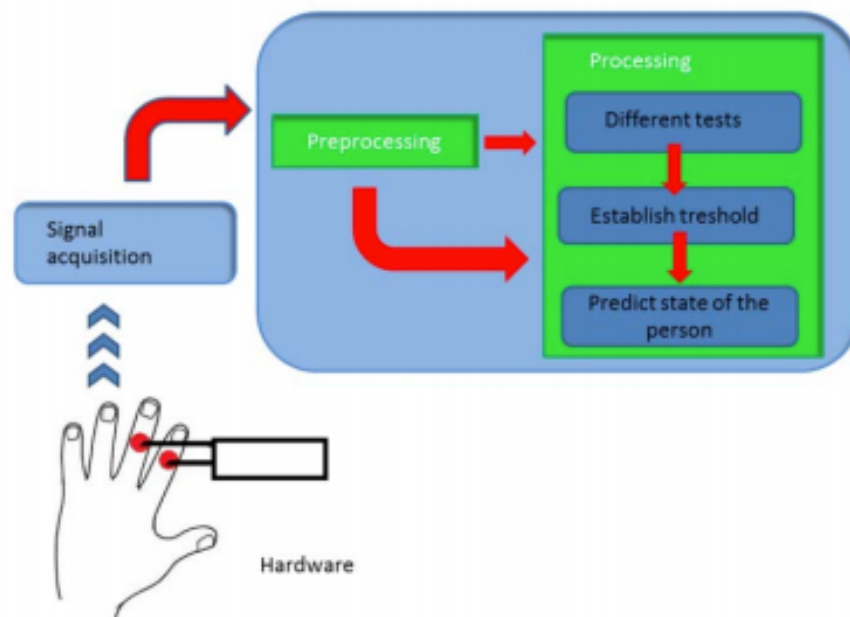 Processing
Different tests
Preprocessing
Establish treshold
Signal
acquisition
Predict state of the
person
Hardware